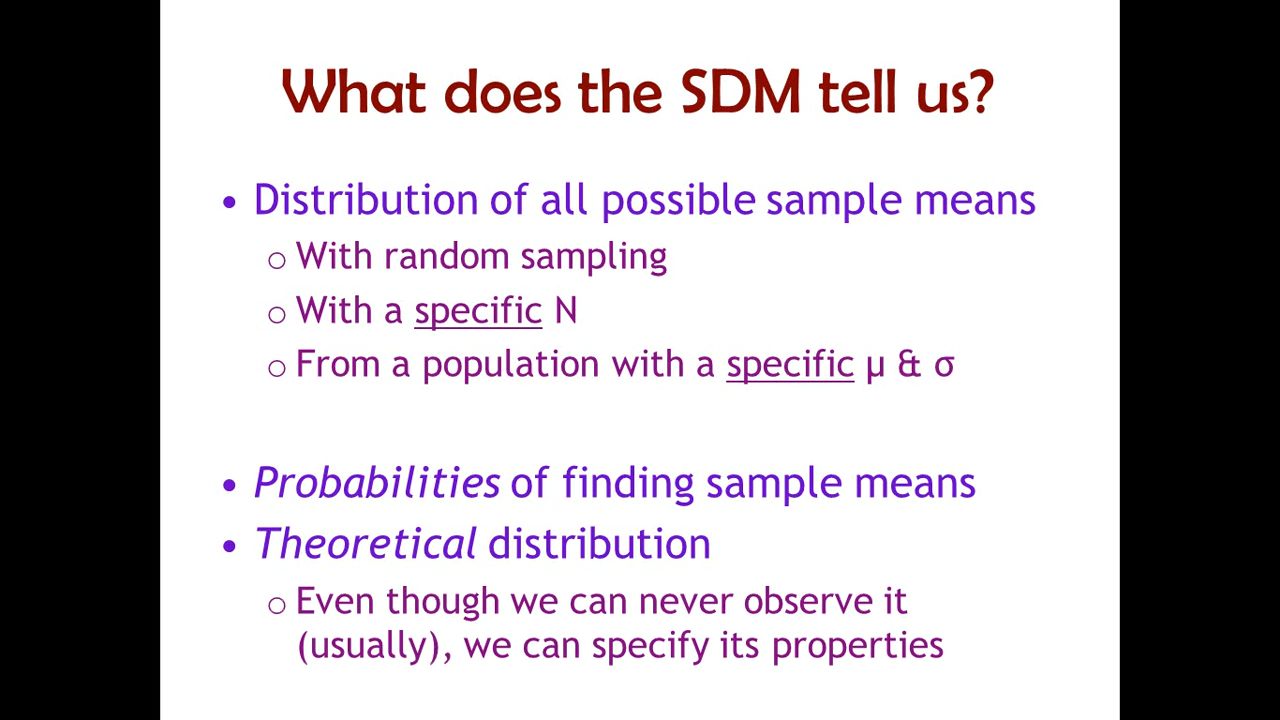 What does the SDM tell us?
• Distribution of all possible sample means
o With random sampling
o With a specific N
o From a population with a specific µ & σ
• Probabilities of finding sample means
• Theoretical distribution
o Even though we can never observe it
(usually), we can specify its properties